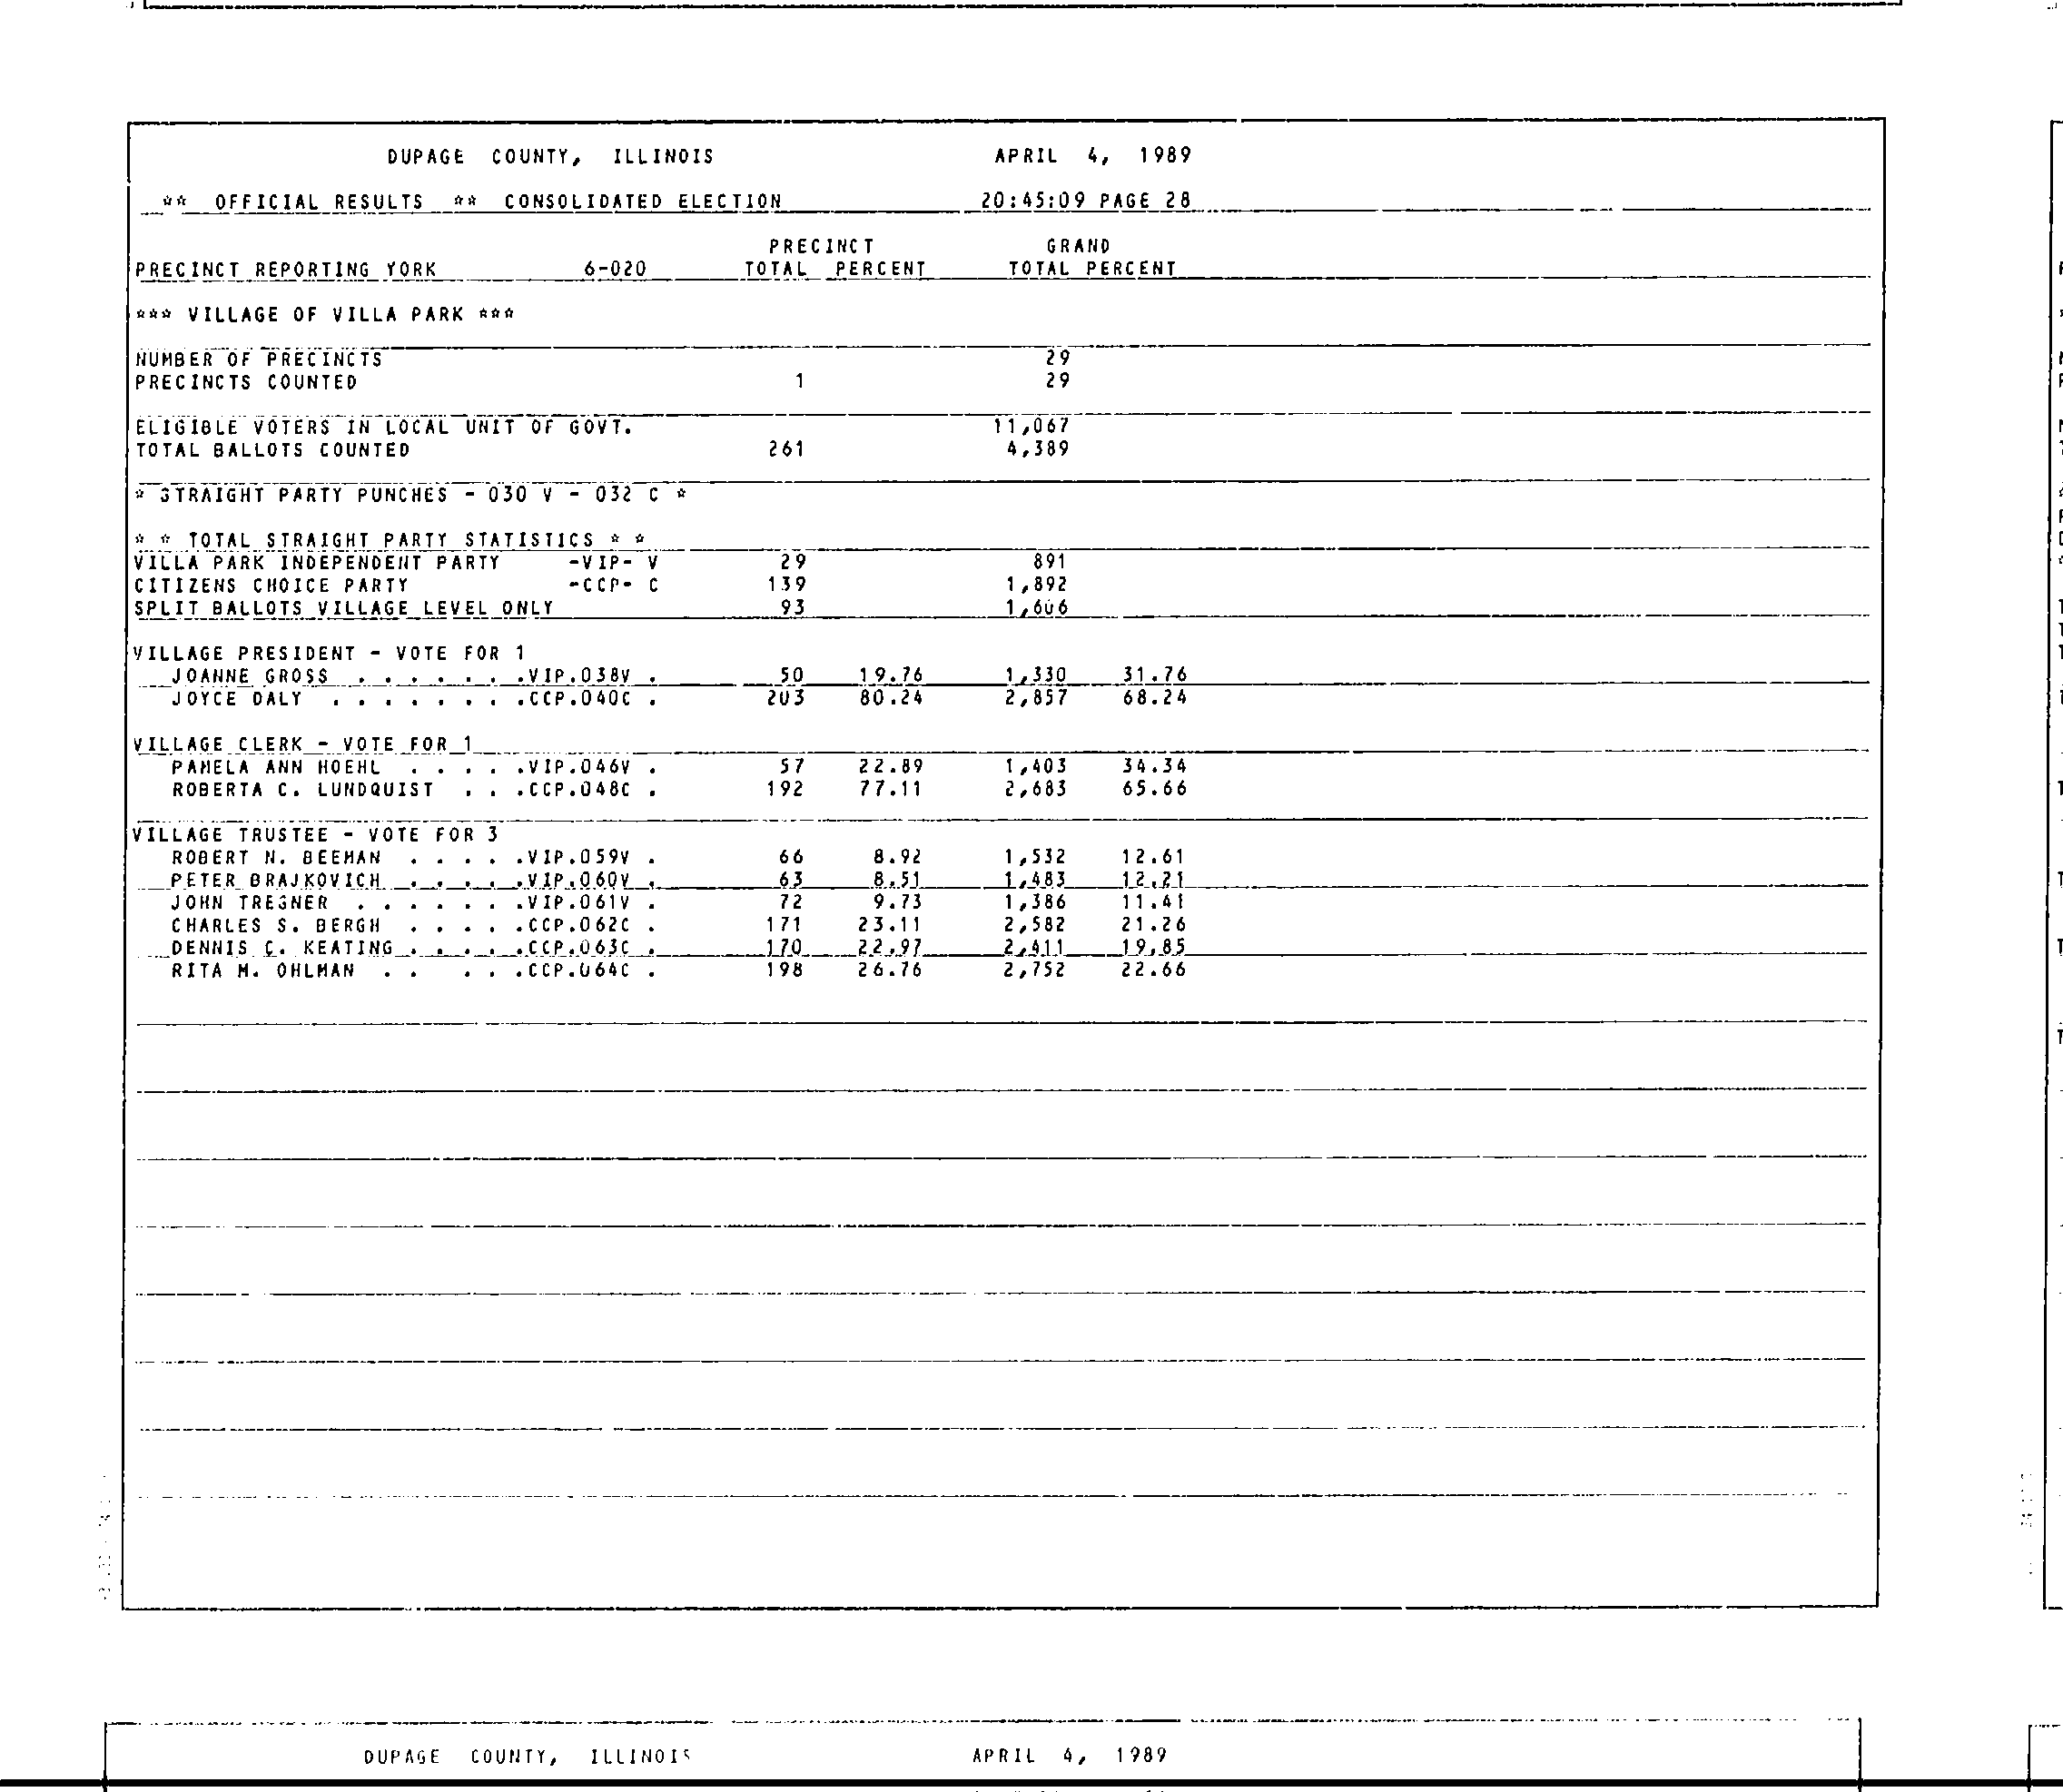 DUPAGE COUNTY, ILLINOIS APRIL 4, 1989
** OFFICIAL RESULTS ** CONSOLIDATED ELECTION 20:45:09 PAGE 28
PRECINCT GRAND
PRECINCT REPORTING YORK 6-020 TOTAL PERCENT TOTAL PERCENT
*** VILLAGE OF VILLA PARK ***
NUMBER OF PRECINCTS 29
PRECINCTS COUNTED 1 29
ELIGIBLE VOTERS IN LOCAL UNIT OF GOVT. 11,067
TOTAL BALLOTS COUNTED 261 4,389
* STRAIGHT PARTY PUNCHES - 030 V - 032 C *
* * TOTAL STRAIGHT PARTY STATISTICS * *
VILLA PARK INDEPENDENT PARTY -VIP- V 29 891
CITIZENS CHOICE PARTY -CCP- C 139 1,892
SPLIT BALLOTS VILLAGE LEVEL ONLY 93 1,606
VILLAGE PRESIDENT - VOTE FOR 1
JOANNE GROSS . . . . . . .VIP.038V . 50 19.76 1,330 31.76
JOYCE DALY . . . . . . . .CCP.040C . 203 80.24 2,857 68.24
VILLAGE CLERK - VOTE FOR 1
PAMELA ANN HOEHL . . . . .VIP.046V . 57 22.89 1,403 34.34
ROBERTA C. LUNDQUIST . . .CCP.048C . 192 77.11 2,683 65.66
VILLAGE TRUSTEE - VOTE FOR 3
ROBERT N. BEEMAN . . . . .VIP.059V . 66 8.92 1,532 12.61
PETER BRAJKOVICH . . . . .VIP.060V . 63 8.51 1,483 12.21
JOHN TREGNER . . . . . . .VIP.061V . 72 9.73 1,386 11.41
CHARLES S. BERGH . . . . .CCP.062C . 171 23.11 2,582 21.26
DENNIS C. KEATING . . . . .CCP.063C . 170 22.97 2,411 19.85
RITA M. OHLMAN . . . . .CCP.064C . 198 26.76 2,752 22.66
DUPAGE COUNTY, ILLINOIS APRIL 4, 1989